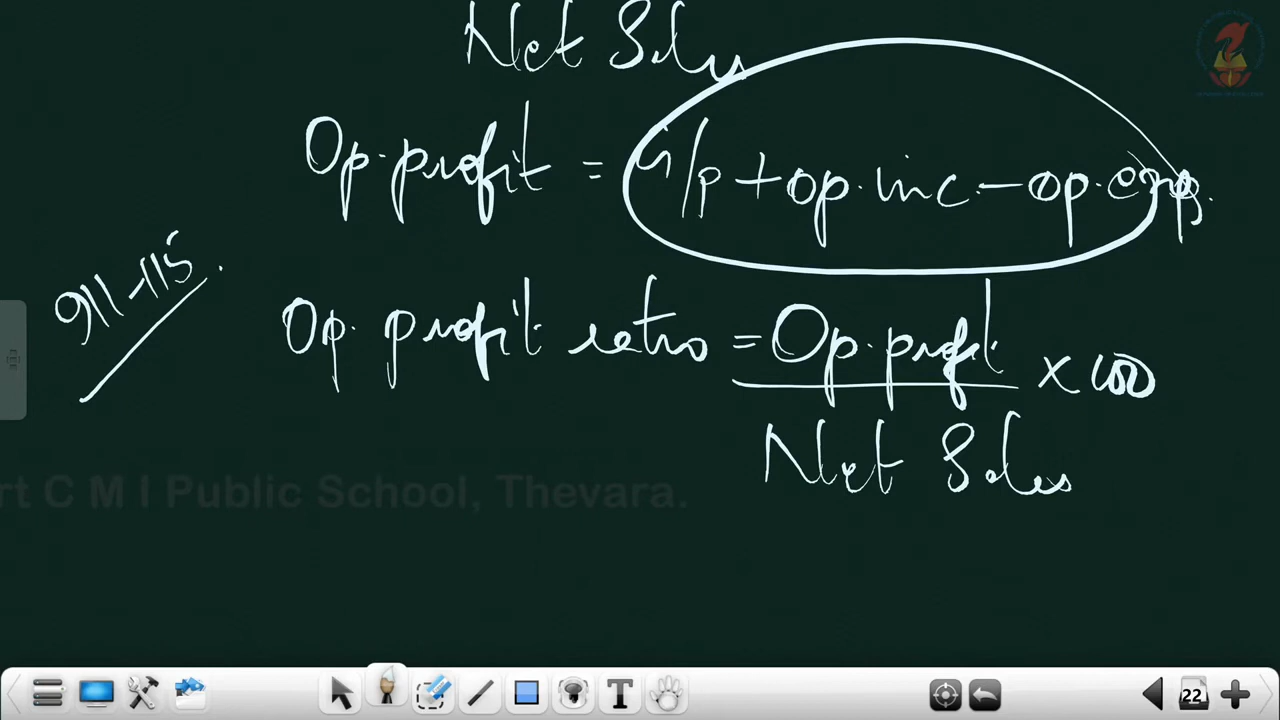 Net Sales
Op. profit = G/p + op. inc. - op. exp.
911-115
Op. profit ratio = Op. profit × 100
Net Sales
rt C M I Public School, Thevara.
22